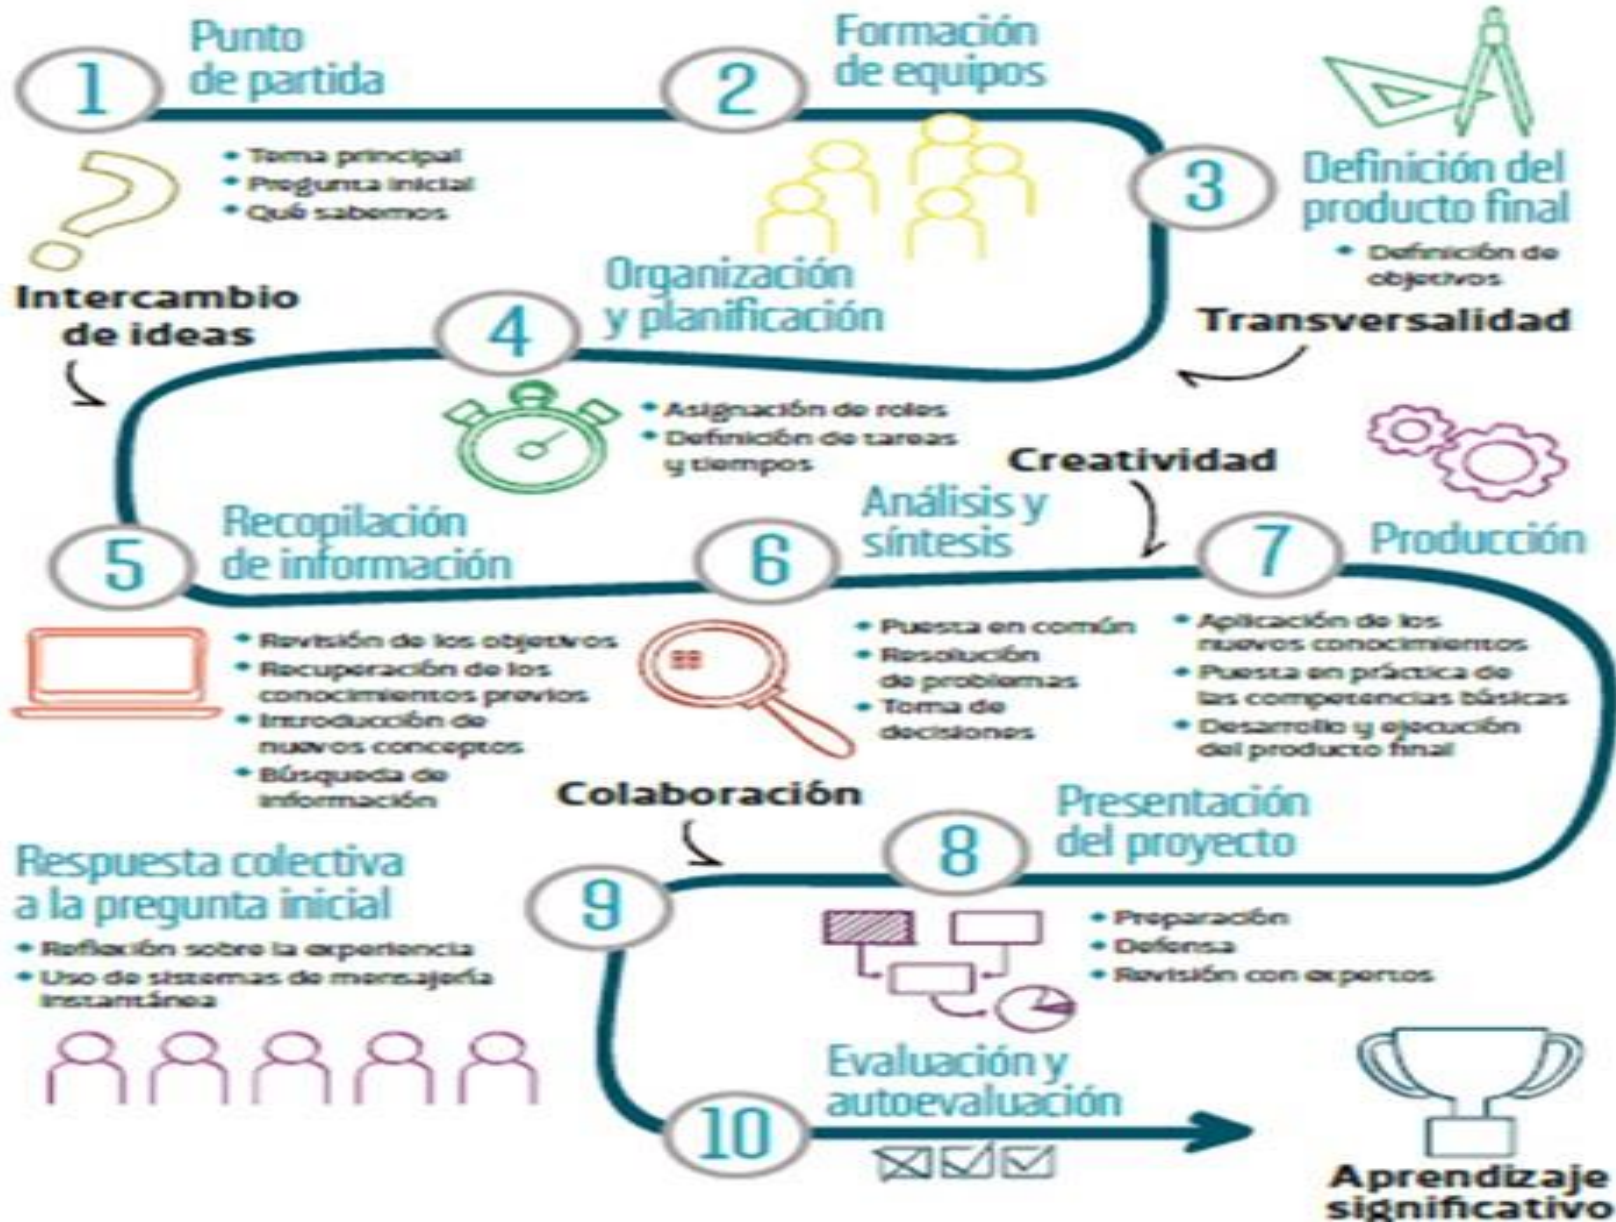 1
Punto
de partida
• Tema principal
• Pregunta inicial
• Qué sabemos
2
Formación
de equipos
3
Definición del
producto final
• Definición de
objetivos
Transversalidad
4
Organización
y planificación
• Asignación de roles
• Definición de tareas
y tiempos
Intercambio
de ideas
5
Recopilación
de información
• Revisión de los objetivos
• Recuperación de los
conocimientos previos
• Introducción de
nuevos conceptos
• Búsqueda de
información
6
Análisis y
síntesis
• Puesta en común
• Resolución
de problemas
• Toma de
decisiones
Creatividad
7
Producción
• Aplicación de los
nuevos conocimientos
• Puesta en práctica de
las competencias básicas
• Desarrollo y ejecución
del producto final
8
Presentación
del proyecto
• Preparación
• Defensa
• Revisión con expertos
Colaboración
9
Respuesta colectiva
a la pregunta inicial
• Reflexión sobre la experiencia
• Uso de sistemas de mensajería
instantánea
10
Evaluación y
autoevaluación
Aprendizaje
significativo